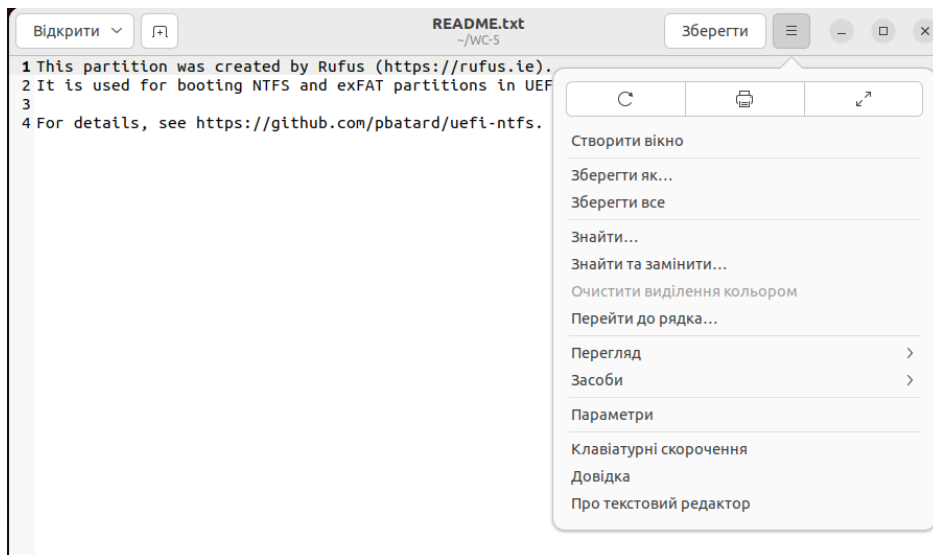 Відкрити
README.txt
~/WC-5
Зберегти
1 This partition was created by Rufus (https://rufus.ie).
2 It is used for booting NTFS and exFAT partitions in UEF
3
4 For details, see https://github.com/pbatard/uefi-ntfs.
Створити вікно
Зберегти як...
Зберегти все
Знайти...
Знайти та замінити...
Очистити виділення кольором
Перейти до рядка...
Перегляд
Засоби
Параметри
Клавіатурні скорочення
Довідка
Про текстовий редактор